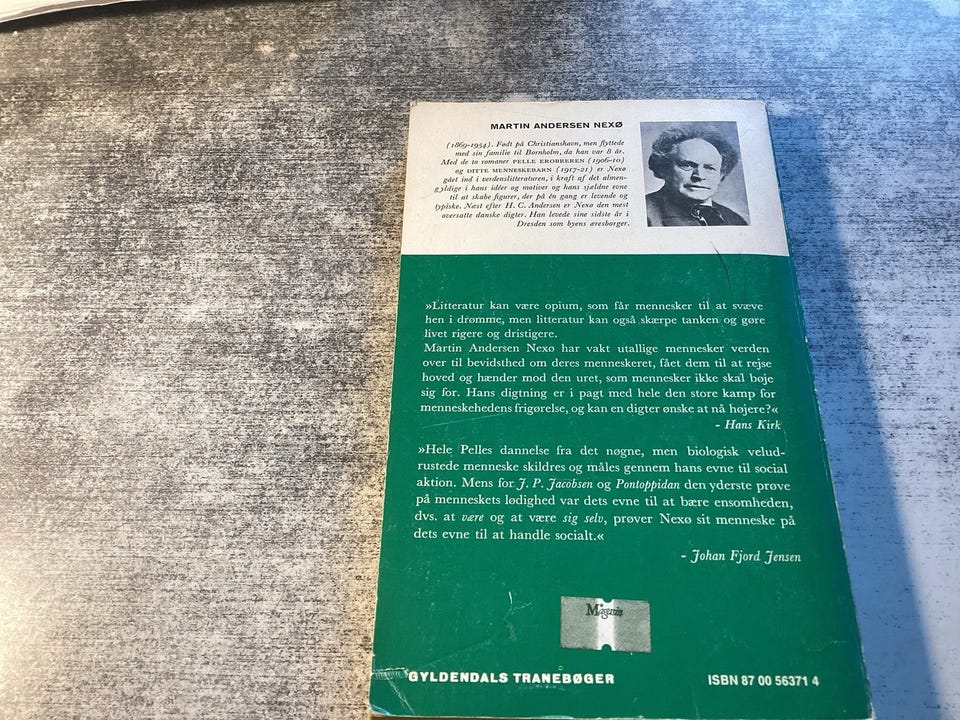 MARTIN ANDERSEN NEXØ
(1869-1954). Født på Christianshavn, men flyttede
med sin familie til Bornholm, da han var 8 år.
Med de to romaner PELLE EROBREREN (1906-10)
og DITTE MENNESKEBARN (1917-21) er Nexø
gået ind i verdenslitteraturen, i kraft af det almen-
gyldige i hans idéer og motiver og hans sjældne evne
til at skabe figurer, der på én gang er levende og
typiske. Næst efter H. C. Andersen er Nexø den mest
oversatte danske digter. Han levede sine sidste år i
Dresden som byens æresborger.
»Litteratur kan være opium, som får mennesker til at svæve
hen i drømme, men litteratur kan også skærpe tanken og gøre
livet rigere og dristigere.
Martin Andersen Nexø har vakt utallige mennesker verden
over til bevidsthed om deres menneskeret, fået dem til at rejse
hoved og hænder mod den uret, som mennesker ikke skal bøje
sig for. Hans digtning er i pagt med hele den store kamp for
menneskehedens frigørelse, og kan en digter ønske at nå højere?«
- Hans Kirk
»Hele Pelles dannelse fra det nøgne, men biologisk velud-
rustede menneske skildres og måles gennem hans evne til social
aktion. Mens for J. P. Jacobsen og Pontoppidan den yderste prøve
på menneskets lødighed var dets evne til at bære ensomheden,
dvs. at være og at være sig selv, prøver Nexø sit menneske på
dets evne til at handle socialt.«
- Johan Fjord Jensen
Magasin
GYLDENDALS TRANEBØGER
ISBN 87 00 56371 4